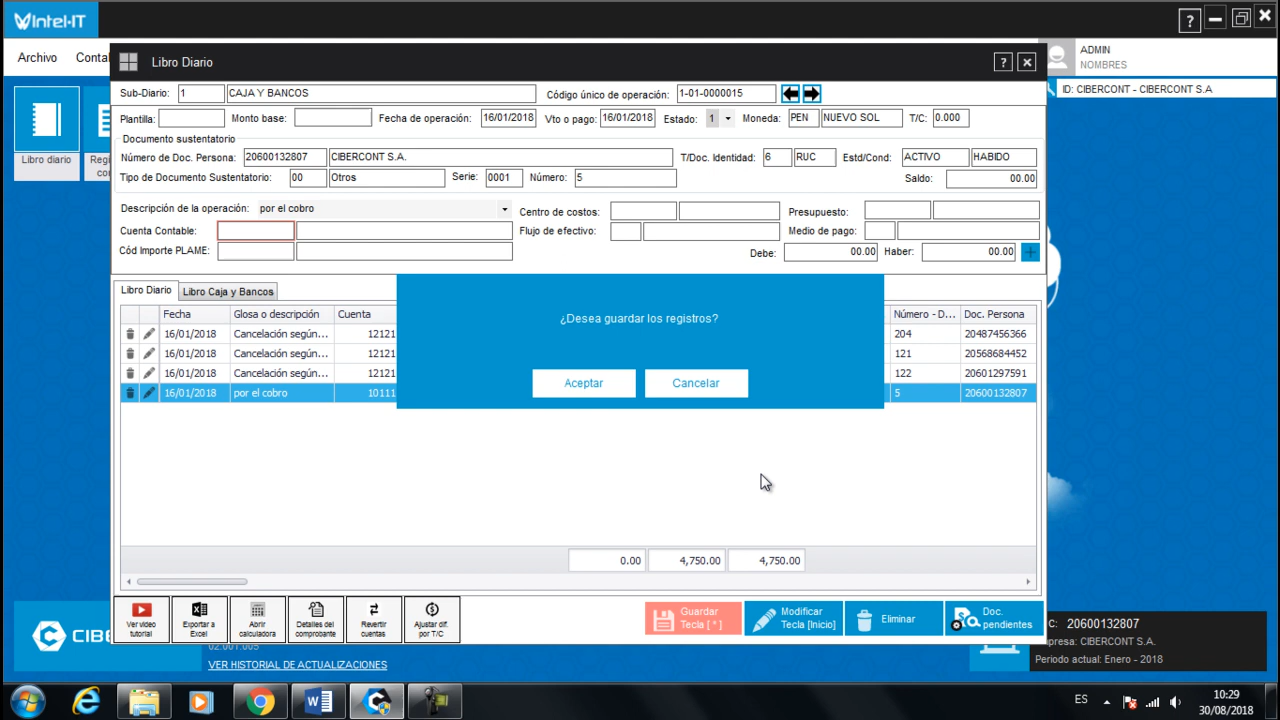 Intel-IT
Archivo Contal
ADMIN
NOMBRES
ID: CIBERCONT - CIBERCONT S.A
Libro diario
Regi
co
Libro Diario
Sub-Diario: 1 CAJA Y BANCOS Código único de operación: 1-01-0000015
Plantilla: Monto base: Fecha de operación: 16/01/2018 Vto o pago: 16/01/2018 Estado: 1 Moneda: PEN NUEVO SOL T/C: 0.000
Documento sustentatorio
Número de Doc. Persona: 20600132807 CIBERCONT S.A. T/Doc. Identidad: 6 RUC Estd/Cond: ACTIVO HABIDO
Tipo de Documento Sustentatorio: 00 Otros Serie: 0001 Número: 5 Saldo: 00.00
Descripción de la operación: por el cobro Centro de costos: Presupuesto:
Cuenta Contable: Flujo de efectivo: Medio de pago:
Cód Importe PLAME: Debe: 00.00 Haber: 00.00 +
Libro Diario Libro Caja y Bancos
Fecha Glosa o descripción Cuenta Número - D... Doc. Persona
16/01/2018 Cancelación según... 12121 204 20487456366
16/01/2018 Cancelación según... 12121 121 20568684452
16/01/2018 Cancelación según... 12121 122 20601297591
16/01/2018 por el cobro 10111 5 20600132807
¿Desea guardar los registros?
Aceptar Cancelar
0.00 4,750.00 4,750.00
Ver video
tutorial
Exportar a
Excel
Abrir
calculadora
Detalles del
comprobante
Revertir
cuentas
Ajustar dif.
por T/C
Guardar
Tecla [ * ]
Modificar
Tecla [Inicio]
Eliminar
Doc.
pendientes
CIBE
02.001.005
VER HISTORIAL DE ACTUALIZACIONES
C: 20600132807
presa: CIBERCONT S.A.
Periodo actual: Enero - 2018
ES
10:29
30/08/2018